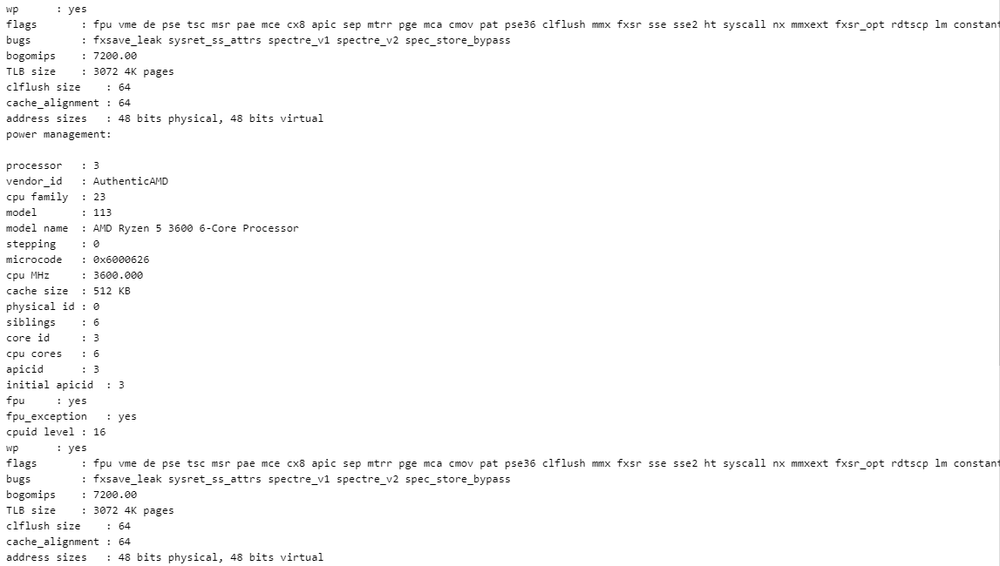 wp : yes
flags : fpu vme de pse tsc msr pae mce cx8 apic sep mtrr pge mca cmov pat pse36 clflush mmx fxsr sse sse2 ht syscall nx mmxext fxsr_opt rdtscp lm constant
bugs : fxsave_leak sysret_ss_attrs spectre_v1 spectre_v2 spec_store_bypass
bogomips : 7200.00
TLB size : 3072 4K pages
clflush size : 64
cache_alignment : 64
address sizes : 48 bits physical, 48 bits virtual
power management:
processor : 3
vendor_id : AuthenticAMD
cpu family : 23
model : 113
model name : AMD Ryzen 5 3600 6-Core Processor
stepping : 0
microcode : 0x6000626
cpu MHz : 3600.000
cache size : 512 KB
physical id : 0
siblings : 6
core id : 3
cpu cores : 6
apicid : 3
initial apicid : 3
fpu : yes
fpu_exception : yes
cpuid level : 16
wp : yes
flags : fpu vme de pse tsc msr pae mce cx8 apic sep mtrr pge mca cmov pat pse36 clflush mmx fxsr sse sse2 ht syscall nx mmxext fxsr_opt rdtscp lm constant
bugs : fxsave_leak sysret_ss_attrs spectre_v1 spectre_v2 spec_store_bypass
bogomips : 7200.00
TLB size : 3072 4K pages
clflush size : 64
cache_alignment : 64
address sizes : 48 bits physical, 48 bits virtual